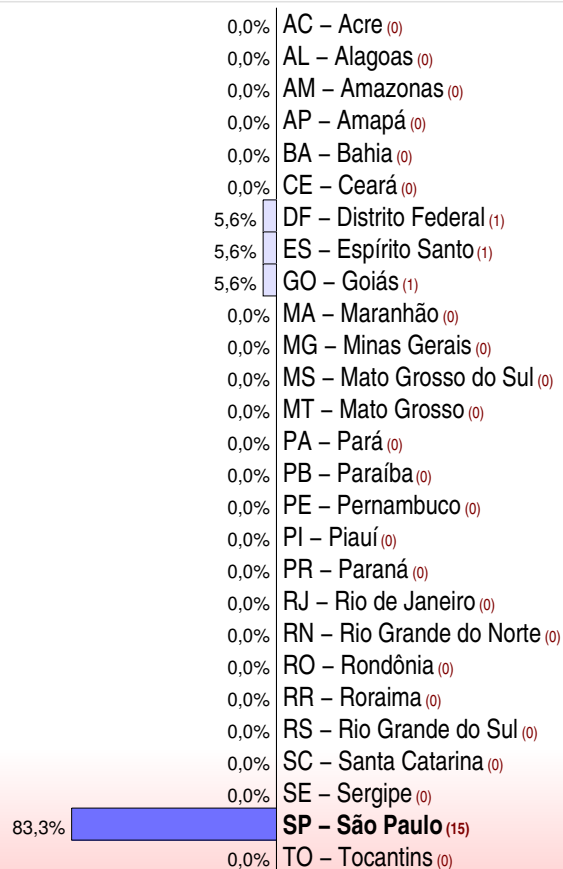 0,0% AC – Acre (0)
0,0% AL – Alagoas (0)
0,0% AM – Amazonas (0)
0,0% AP – Amapá (0)
0,0% BA – Bahia (0)
0,0% CE – Ceará (0)
5,6% DF – Distrito Federal (1)
5,6% ES – Espírito Santo (1)
5,6% GO – Goiás (1)
0,0% MA – Maranhão (0)
0,0% MG – Minas Gerais (0)
0,0% MS – Mato Grosso do Sul (0)
0,0% MT – Mato Grosso (0)
0,0% PA – Pará (0)
0,0% PB – Paraíba (0)
0,0% PE – Pernambuco (0)
0,0% PI – Piauí (0)
0,0% PR – Paraná (0)
0,0% RJ – Rio de Janeiro (0)
0,0% RN – Rio Grande do Norte (0)
0,0% RO – Rondônia (0)
0,0% RR – Roraima (0)
0,0% RS – Rio Grande do Sul (0)
0,0% SC – Santa Catarina (0)
0,0% SE – Sergipe (0)
83,3% SP – São Paulo (15)
0,0% TO – Tocantins (0)